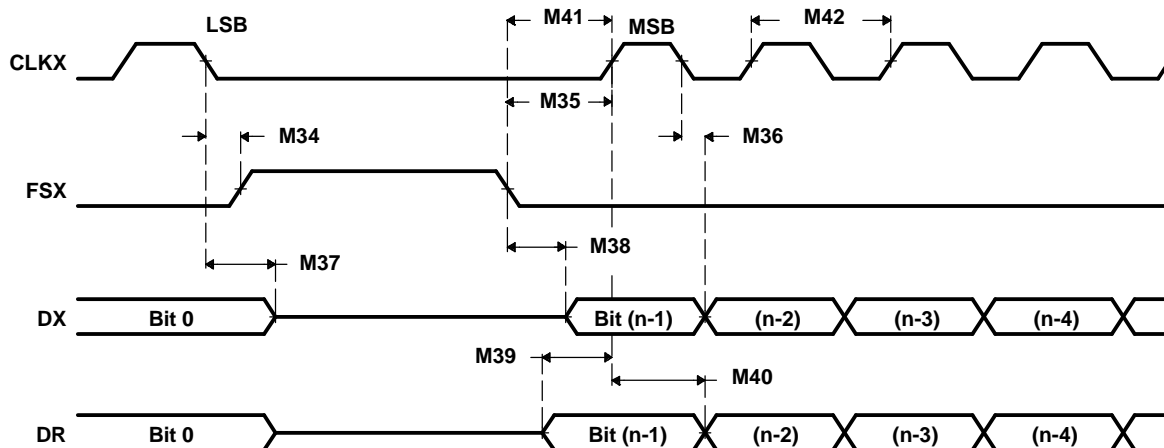 LSB
M41
MSB
M42
CLKX
M35
M34
M36
FSX
M38
M37
DX
Bit 0
Bit (n-1)
(n-2)
(n-3)
(n-4)
M39
M40
DR
Bit 0
Bit (n-1)
(n-2)
(n-3)
(n-4)